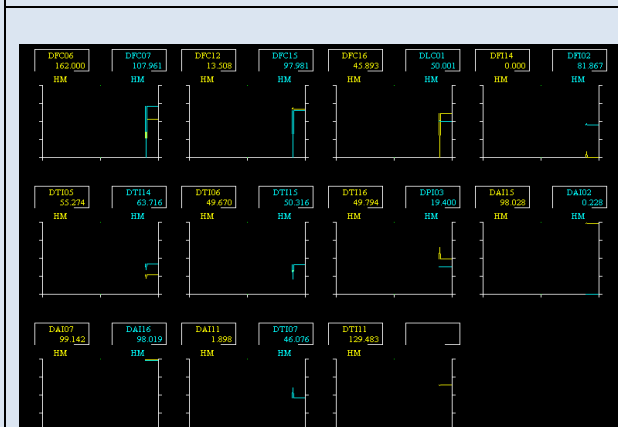 DFC06 DFC07 DFC12 DFC15 DFC16 DLC01 DFI14 DFI02
162.000 107.961 13.508 97.981 45.893 50.001 0.000 81.867
HM HM HM HM HM HM HM HM
DTI05 DTI14 DTI06 DTI15 DTI16 DPI03 DAI15 DAI02
55.274 63.716 49.670 50.316 49.794 19.400 98.028 0.228
HM HM HM HM HM HM HM HM
DAI07 DAI16 DAI11 DTI07 DTI11
99.142 98.019 1.898 46.076 129.483
HM HM HM HM HM